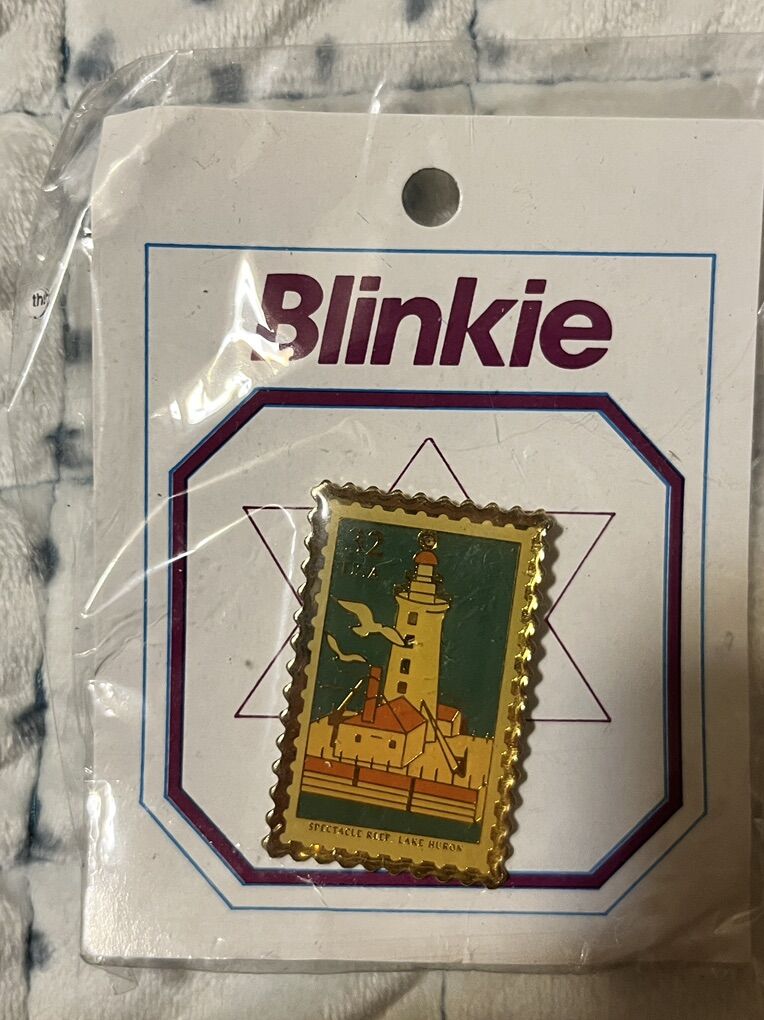 Blinkie
32
USA
SPECTACLE REEF, LAKE HURON